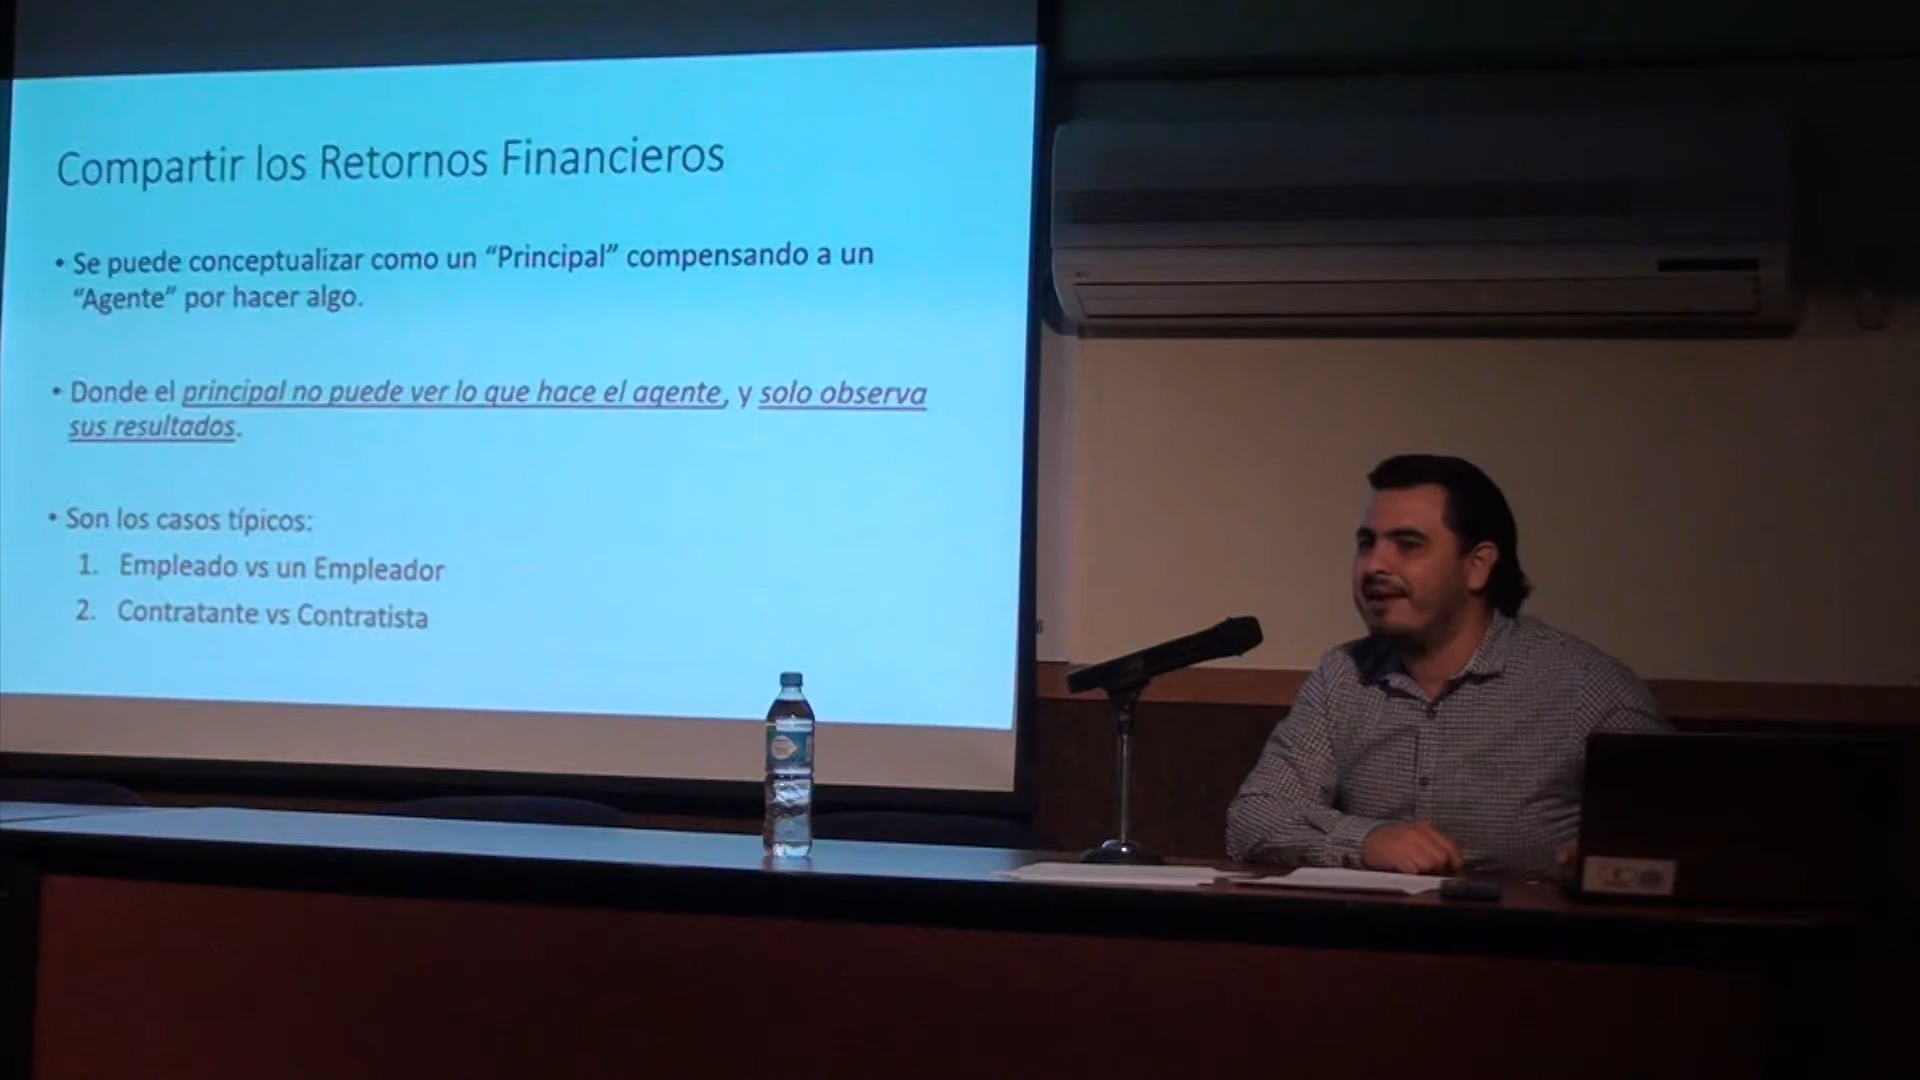 Compartir los Retornos Financieros
• Se puede conceptualizar como un “Principal” compensando a un
“Agente” por hacer algo.
• Donde el principal no puede ver lo que hace el agente, y solo observa
sus resultados.
• Son los casos típicos:
1. Empleado vs un Empleador
2. Contratante vs Contratista